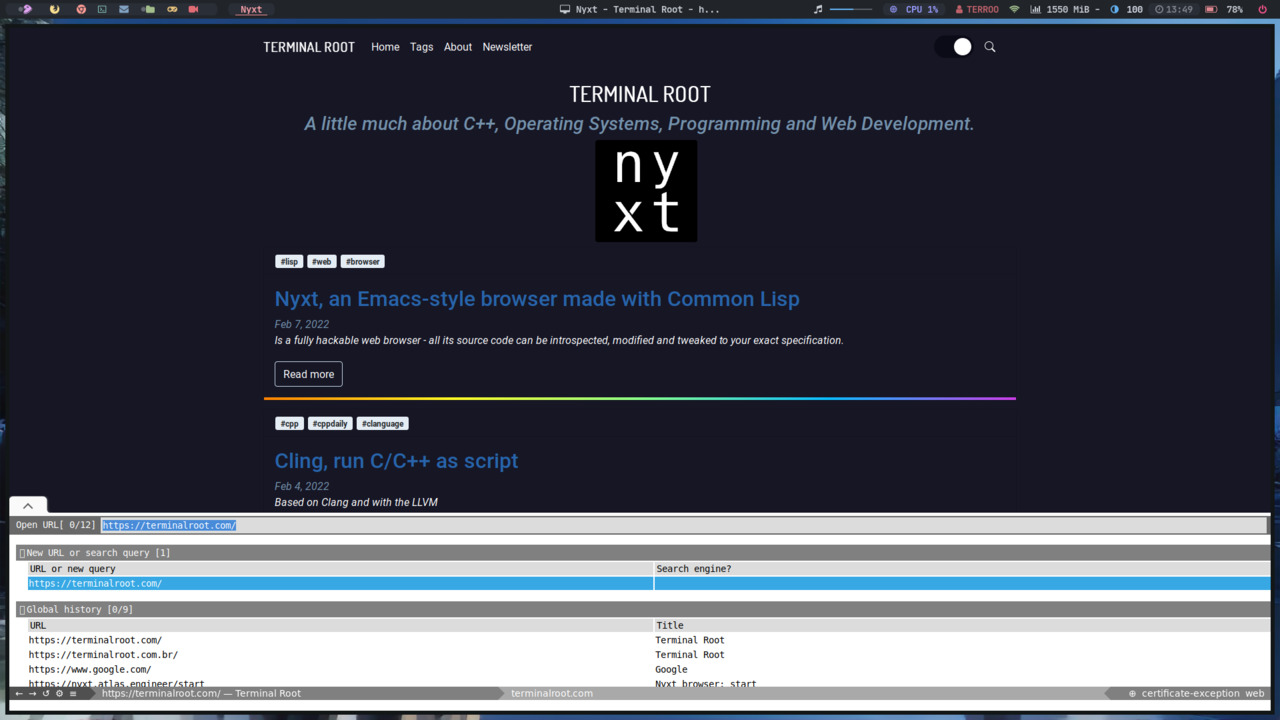 Nyxt Nyxt - Terminal Root - h... CPU 1% TERROO 1550 MiB - 100 13:49 78%
TERMINAL ROOT Home Tags About Newsletter
TERMINAL ROOT
A little much about C++, Operating Systems, Programming and Web Development.
ny
xt
#lisp #web #browser
Nyxt, an Emacs-style browser made with Common Lisp
Feb 7, 2022
Is a fully hackable web browser - all its source code can be introspected, modified and tweaked to your exact specification.
Read more
#cpp #cppdaily #clanguage
Cling, run C/C++ as script
Feb 4, 2022
Based on Clang and with the LLVM
Open URL[ 0/12] https://terminalroot.com/
New URL or search query [1]
URL or new query Search engine?
https://terminalroot.com/
Global history [0/9]
URL Title
https://terminalroot.com/ Terminal Root
https://terminalroot.com.br/ Terminal Root
https://www.google.com/ Google
https://nyxt.atlas.engineer/start Nyxt browser: start
← → ↺ ⚙ ≡ https://terminalroot.com/ — Terminal Root terminalroot.com ⊕ certificate-exception web